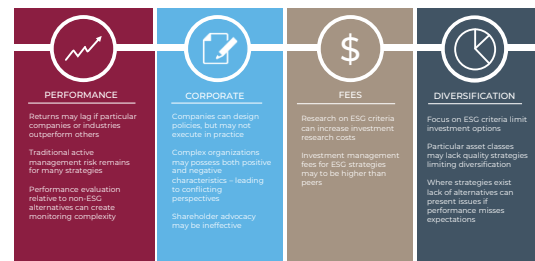 PERFORMANCE
Returns may lag if particular
companies or industries
outperform others
Traditional active
management risk remains
for many strategies
Performance evaluation
relative to non-ESG
alternatives can create
monitoring complexity
CORPORATE
Companies can design
policies, but may not
execute in practice
Complex organizations
may possess both positive
and negative
characteristics – leading
to conflicting
perspectives
Shareholder advocacy
may be ineffective
$
FEES
Research on ESG criteria
can increase investment
research costs
Investment management
fees for ESG strategies
may to be higher than
peers
DIVERSIFICATION
Focus on ESG criteria limit
investment options
Particular asset classes
may lack quality strategies
limiting diversification
Where strategies exist
lack of alternatives can
present issues if
performance misses
expectations